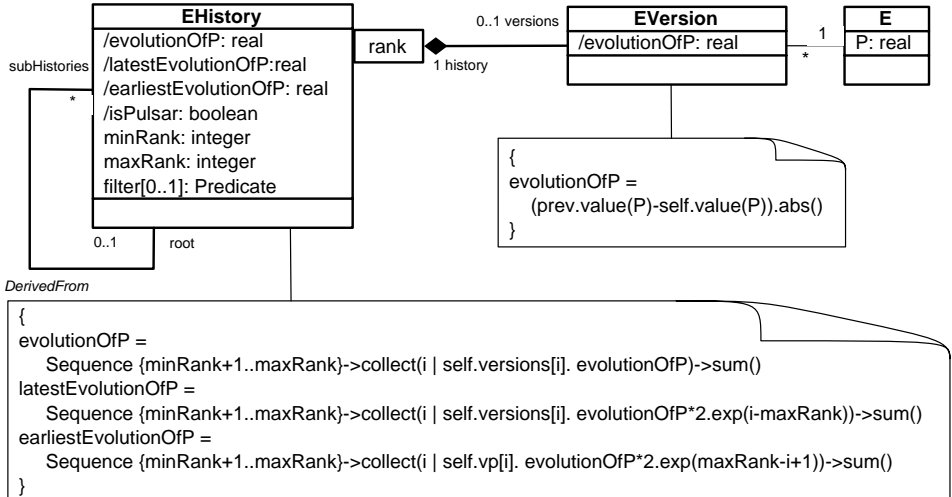 EHistory
/evolutionOfP: real
/latestEvolutionOfP:real
/earliestEvolutionOfP: real
/isPulsar: boolean
minRank: integer
maxRank: integer
filter[0..1]: Predicate
rank
0..1 versions
1 history
EVersion
/evolutionOfP: real
1
*
E
P: real
subHistories
*
0..1
root
DerivedFrom
{
evolutionOfP =
(prev.value(P)-self.value(P)).abs()
}
{
evolutionOfP =
Sequence {minRank+1..maxRank}->collect(i | self.versions[i]. evolutionOfP)->sum()
latestEvolutionOfP =
Sequence {minRank+1..maxRank}->collect(i | self.versions[i]. evolutionOfP*2.exp(i-maxRank))->sum()
earliestEvolutionOfP =
Sequence {minRank+1..maxRank}->collect(i | self.vp[i]. evolutionOfP*2.exp(maxRank-i+1))->sum()
}